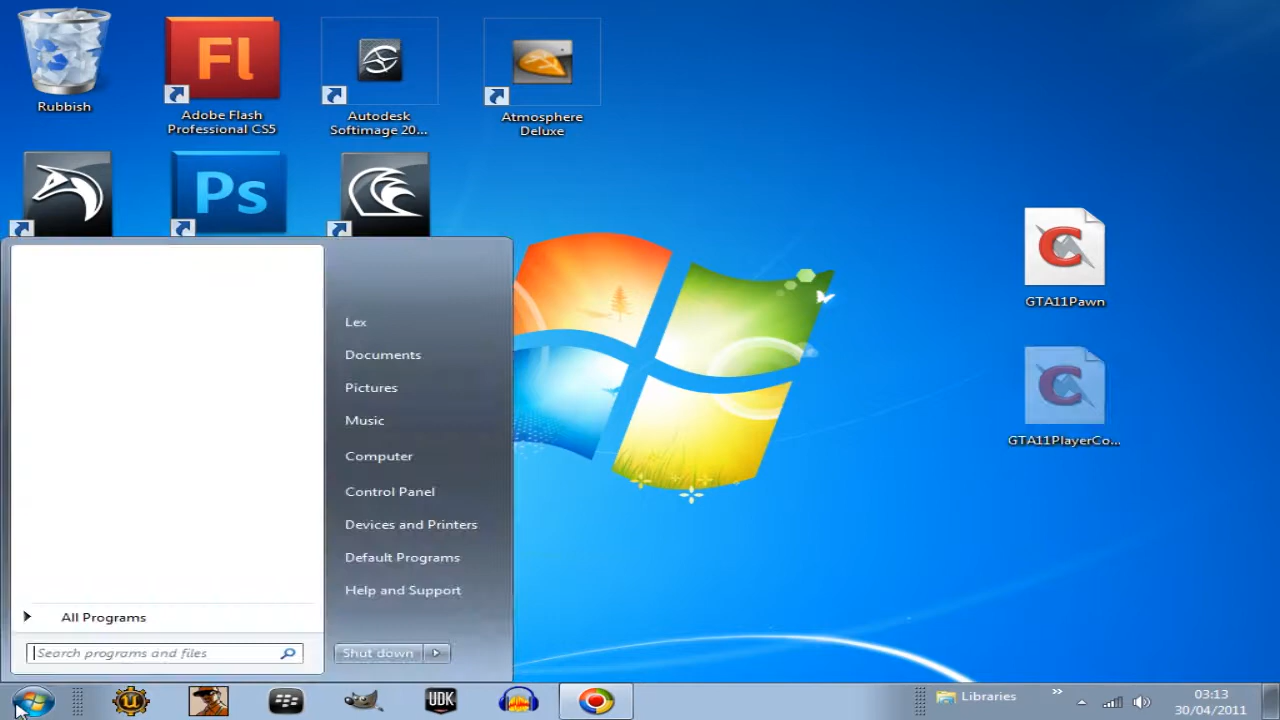 Rubbish
Fl
Adobe Flash
Professional CS5
Autodesk
Softimage 20...
Atmosphere
Deluxe
Ps
GTA11Pawn
GTA11PlayerCo...
Lex
Documents
Pictures
Music
Computer
Control Panel
Devices and Printers
Default Programs
Help and Support
All Programs
Search programs and files
Shut down
UDK
Libraries
»
03:13
30/04/2011